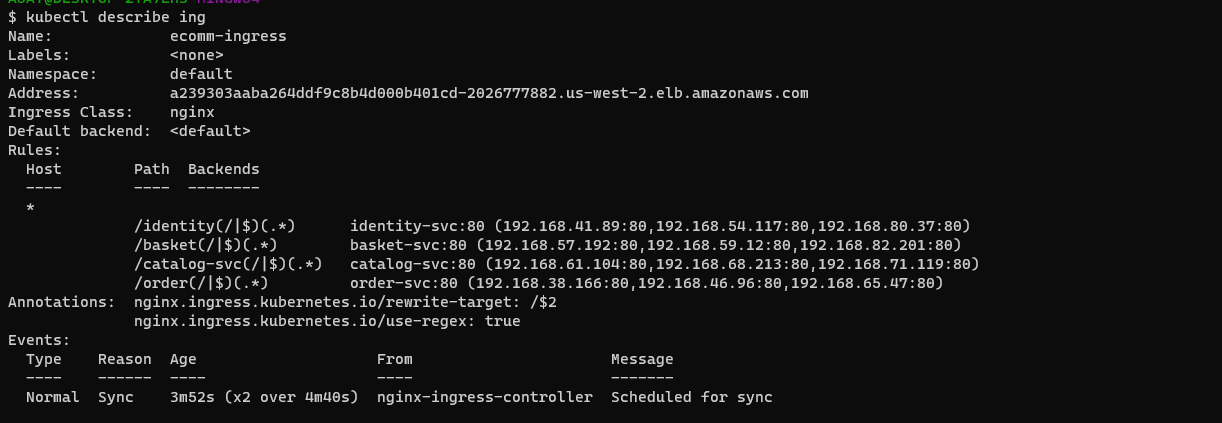 $ kubectl describe ing
Name:             ecomm-ingress
Labels:           <none>
Namespace:        default
Address:          a239303aaba264ddf9c8b4d000b401cd-2026777882.us-west-2.elb.amazonaws.com
Ingress Class:    nginx
Default backend:  <default>
Rules:
  Host        Path  Backends
  ----        ----  --------
  *
              /identity(/|$)(.*)      identity-svc:80 (192.168.41.89:80,192.168.54.117:80,192.168.80.37:80)
              /basket(/|$)(.*)        basket-svc:80 (192.168.57.192:80,192.168.59.12:80,192.168.82.201:80)
              /catalog-svc(/|$)(.*)   catalog-svc:80 (192.168.61.104:80,192.168.68.213:80,192.168.71.119:80)
              /order(/|$)(.*)         order-svc:80 (192.168.38.166:80,192.168.46.96:80,192.168.65.47:80)
Annotations:  nginx.ingress.kubernetes.io/rewrite-target: /$2
              nginx.ingress.kubernetes.io/use-regex: true
Events:
  Type    Reason  Age                    From                      Message
  ----    ------  ----                   ----                      -------
  Normal  Sync    3m52s (x2 over 4m40s)  nginx-ingress-controller  Scheduled for sync